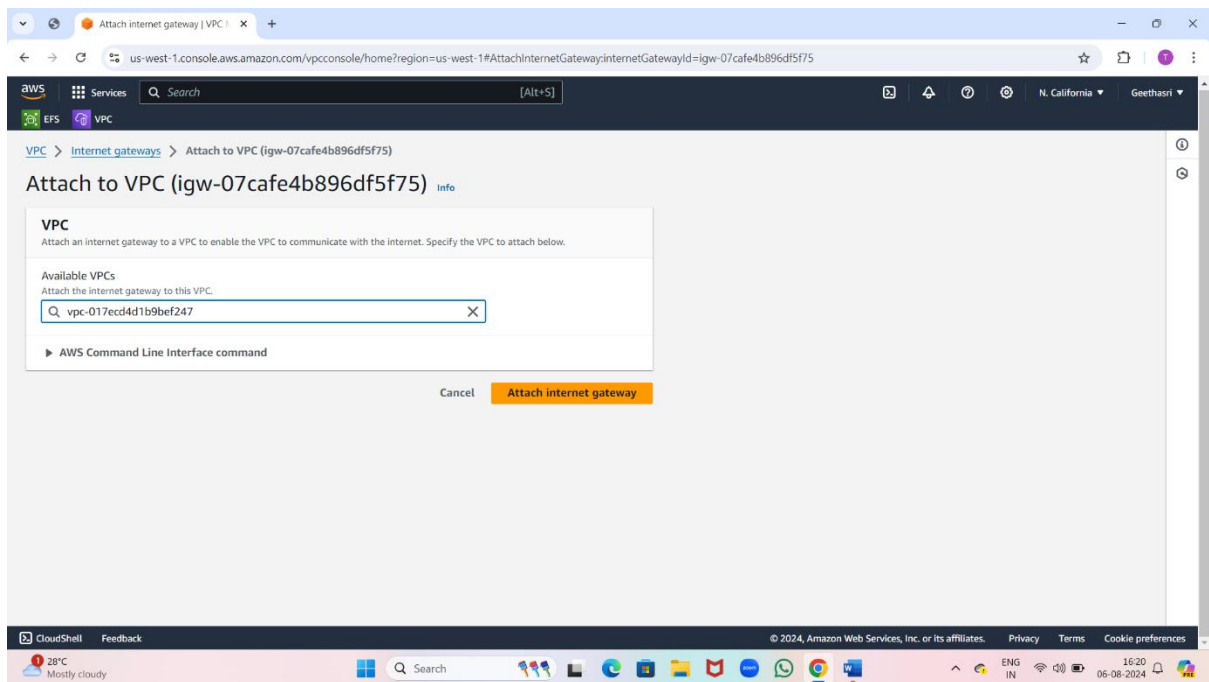 Attach internet gateway | VPC M
us-west-1.console.aws.amazon.com/vpcconsole/home?region=us-west-1#AttachInternetGateway:internetGatewayId=igw-07cafe4b896df5f75
T
aws Services Search [Alt+S] N. California Geethasri
EFS VPC
VPC > Internet gateways > Attach to VPC (igw-07cafe4b896df5f75)
Attach to VPC (igw-07cafe4b896df5f75) Info
VPC
Attach an internet gateway to a VPC to enable the VPC to communicate with the internet. Specify the VPC to attach below.
Available VPCs
Attach the internet gateway to this VPC.
vpc-017ecd4d1b9bef247
AWS Command Line Interface command
Cancel Attach internet gateway
CloudShell Feedback © 2024, Amazon Web Services, Inc. or its affiliates. Privacy Terms Cookie preferences
1 28°C Search ENG 16:20
Mostly cloudy IN 06-08-2024